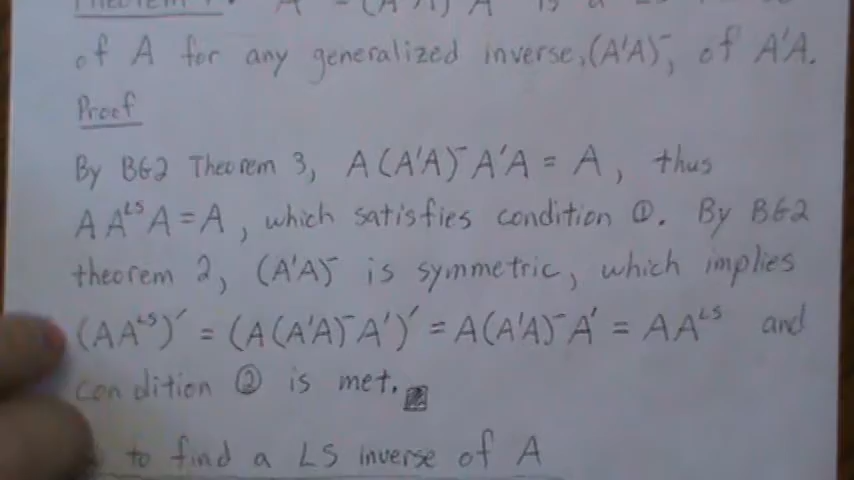 of A for any generalized inverse, (A'A)⁻, of A'A.
Proof
By BG2 Theorem 3, A(A'A)⁻A'A = A, thus
A A^LS A = A, which satisfies condition ①. By BG2
theorem 2, (A'A)⁻ is symmetric, which implies
(AA^LS)' = (A(A'A)⁻A')' = A(A'A)⁻A' = AA^LS and
condition ② is met.
to find a LS inverse of A